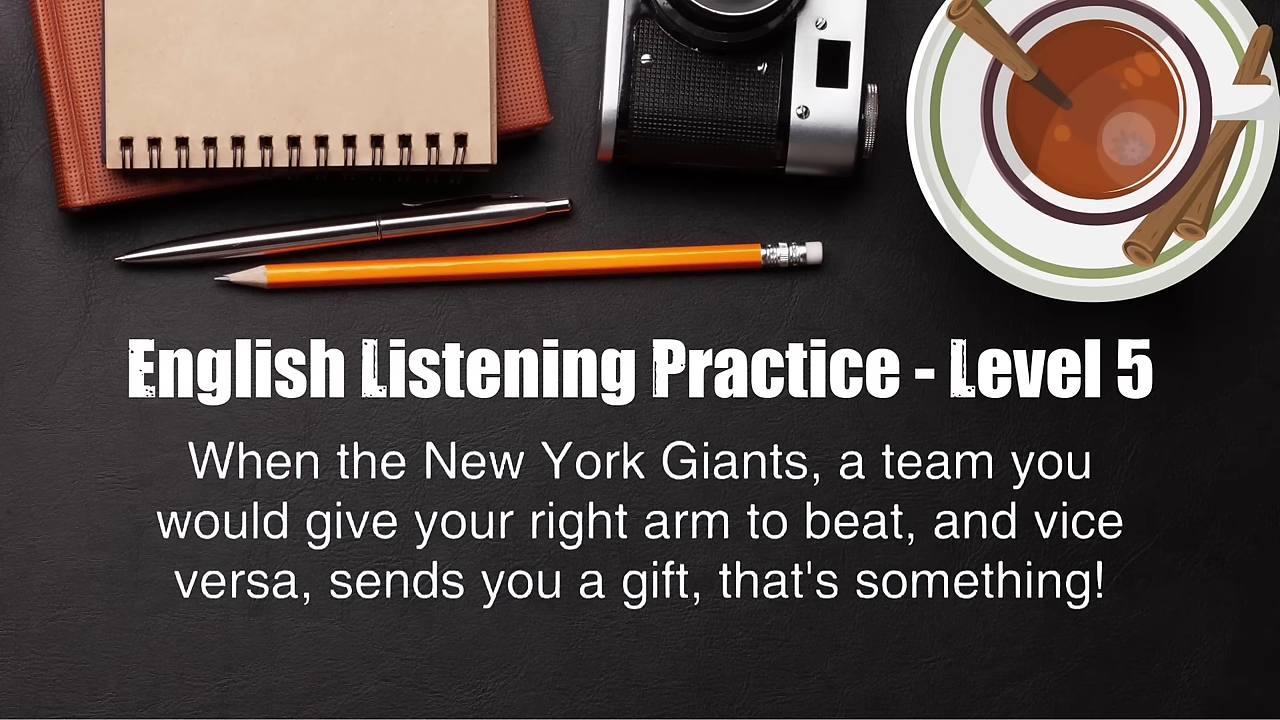 English Listening Practice - Level 5
When the New York Giants, a team you
would give your right arm to beat, and vice
versa, sends you a gift, that's something!